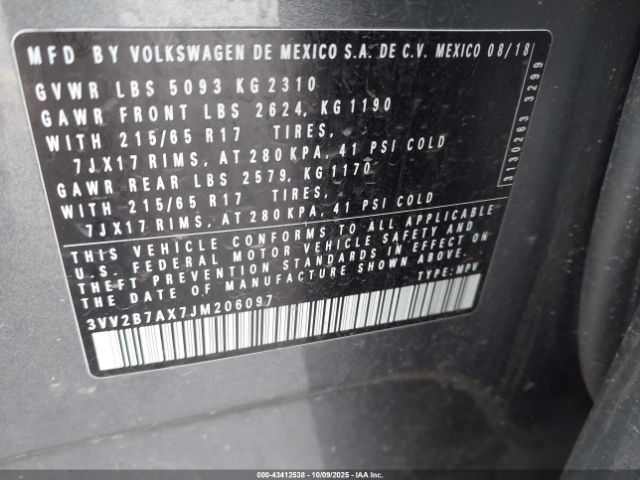 MFD BY VOLKSWAGEN DE MEXICO S.A. DE C.V. MEXICO 08/18
GVWR LBS 5093 KG 2310
GAWR FRONT LBS 2624, KG 1190
WITH 215/65 R17 TIRES,
7JX17 RIMS, AT 280 KPA, 41 PSI COLD
GAWR REAR LBS 2579, KG 1170
WITH 215/65 R17 TIRES,
7JX17 RIMS, AT 280 KPA, 41 PSI COLD
THIS VEHICLE CONFORMS TO ALL APPLICABLE
U.S. FEDERAL MOTOR VEHICLE SAFETY AND
THEFT PREVENTION STANDARDS IN EFFECT ON
THE DATE OF MANUFACTURE SHOWN ABOVE.
TYPE: MPV
3VV2B7AX7JM206097
3130263 3299
000-43412538 | 10/09/2025 | IAAI.com